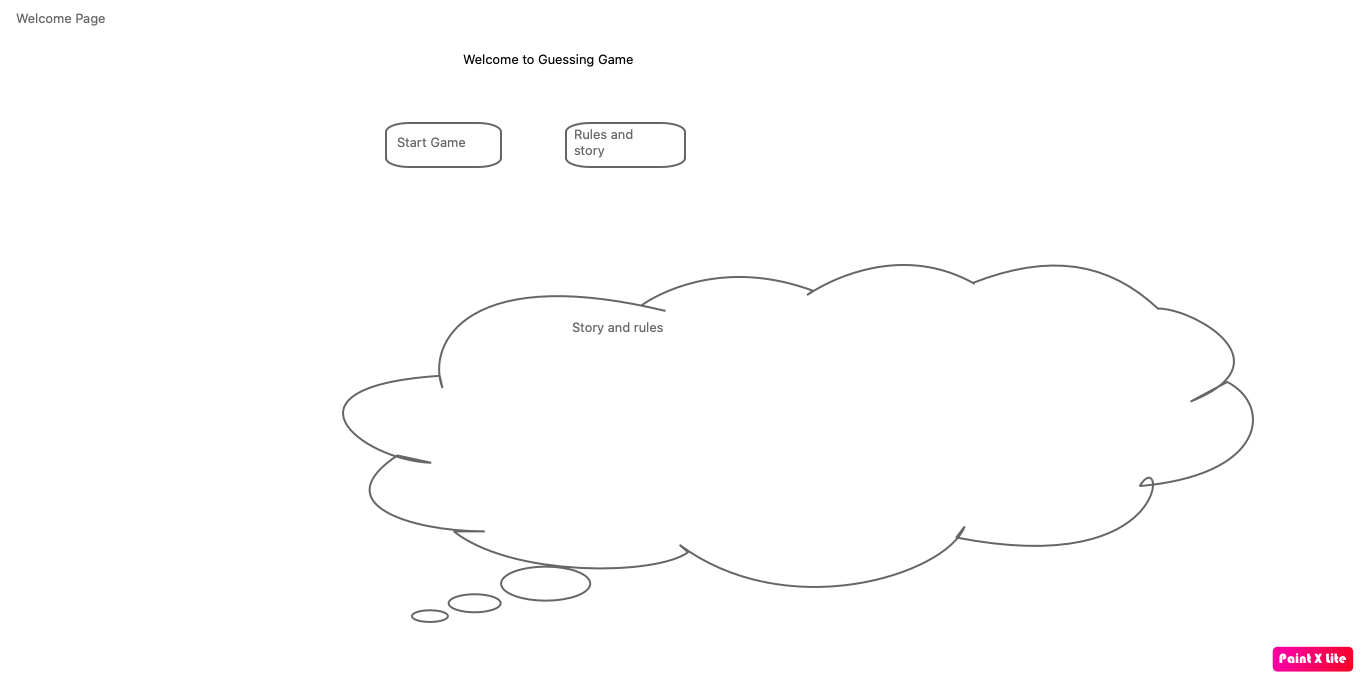 Welcome Page
Welcome to Guessing Game
Start Game
Rules and
story
Story and rules
Paint X Lite